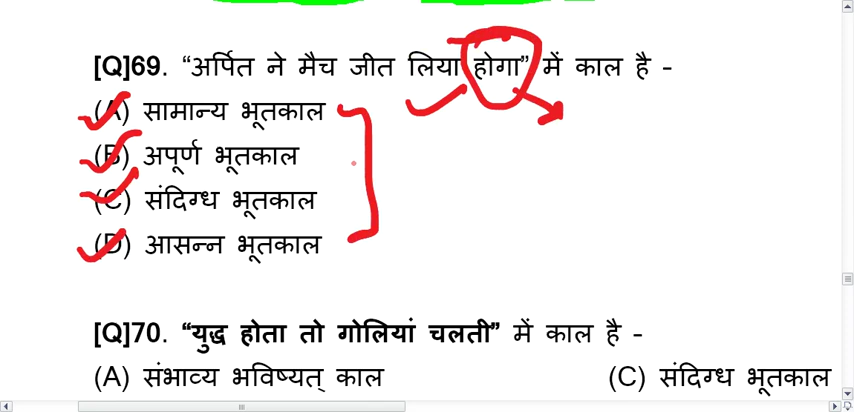 [Q]69. “अर्पित ने मैच जीत लिया होगा” में काल है -
(A) सामान्य भूतकाल
(B) अपूर्ण भूतकाल
(C) संदिग्ध भूतकाल
(D) आसन्न भूतकाल
[Q]70. “युद्ध होता तो गोलियां चलती” में काल है -
(A) संभाव्य भविष्यत् काल (C) संदिग्ध भूतकाल